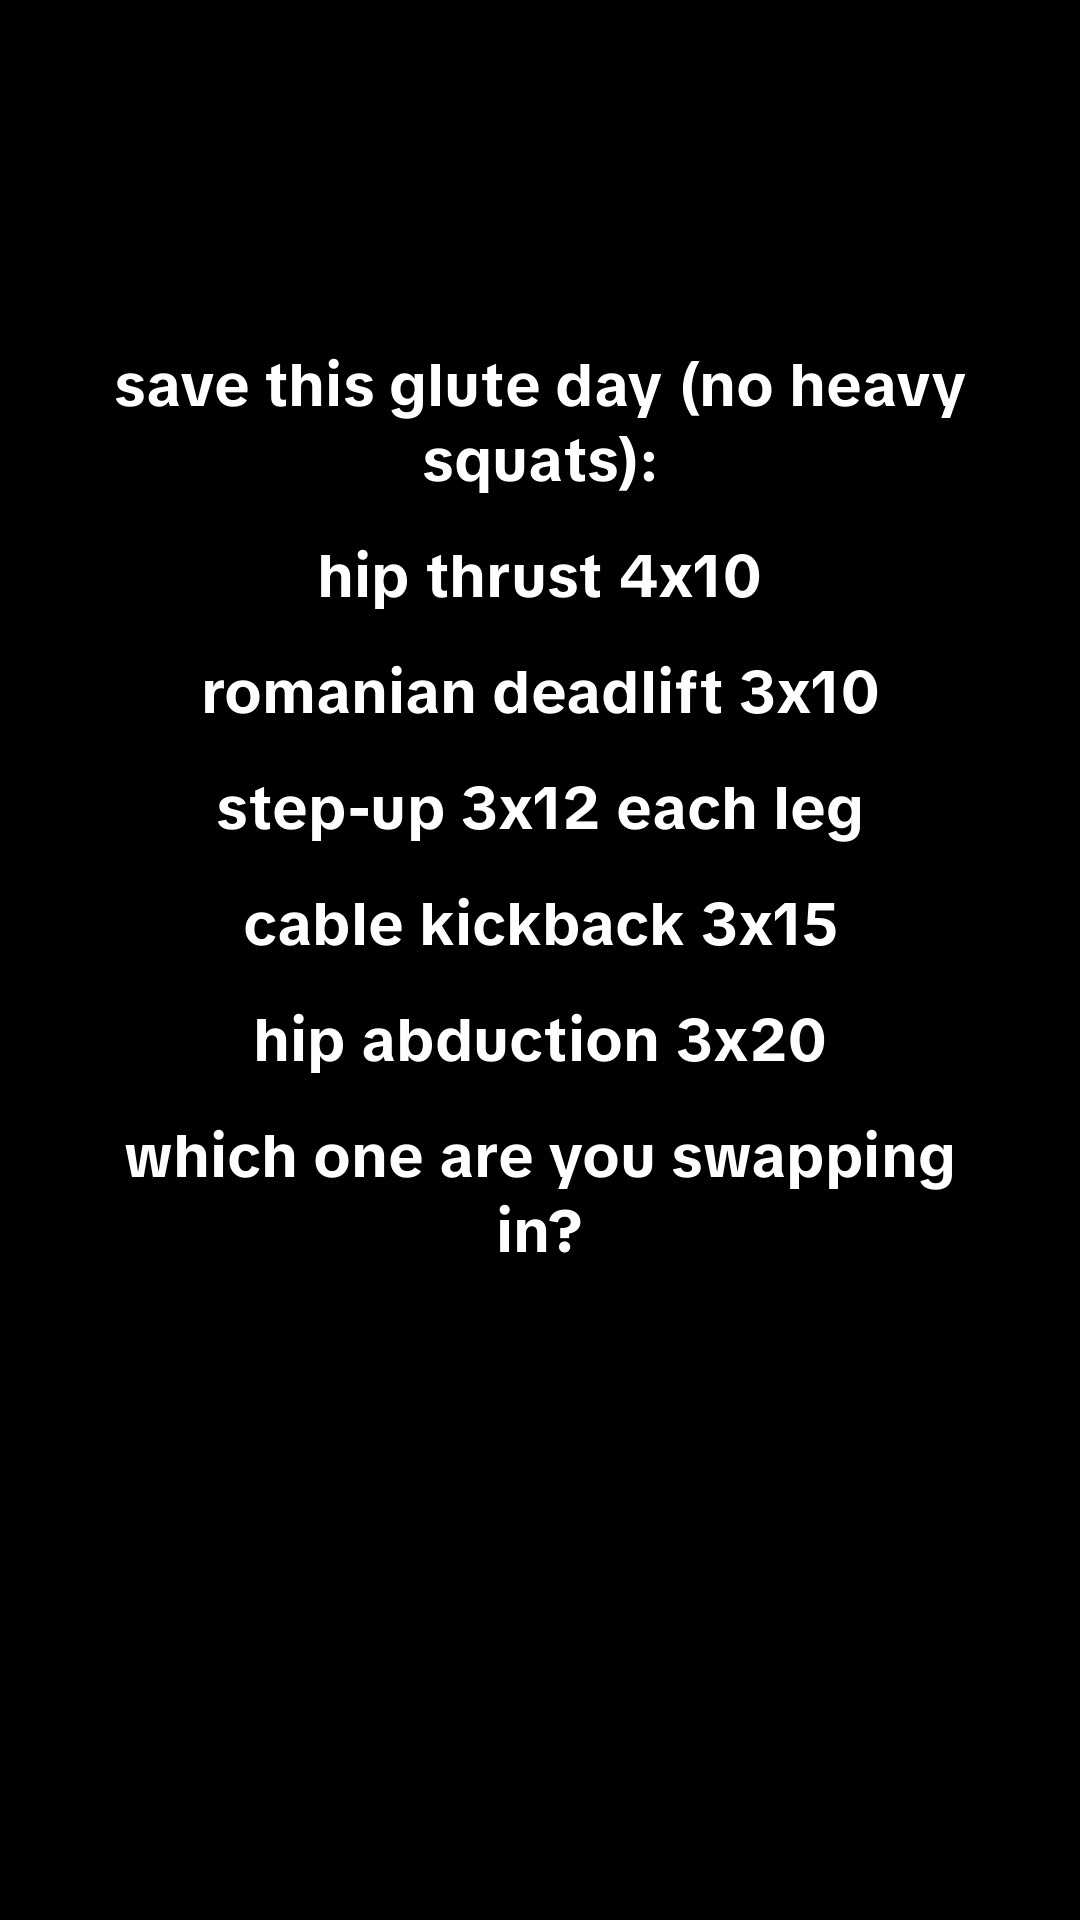 save this glute day (no heavy
squats):
hip thrust 4x10
romanian deadlift 3x10
step-up 3x12 each leg
cable kickback 3x15
hip abduction 3x20
which one are you swapping
in?